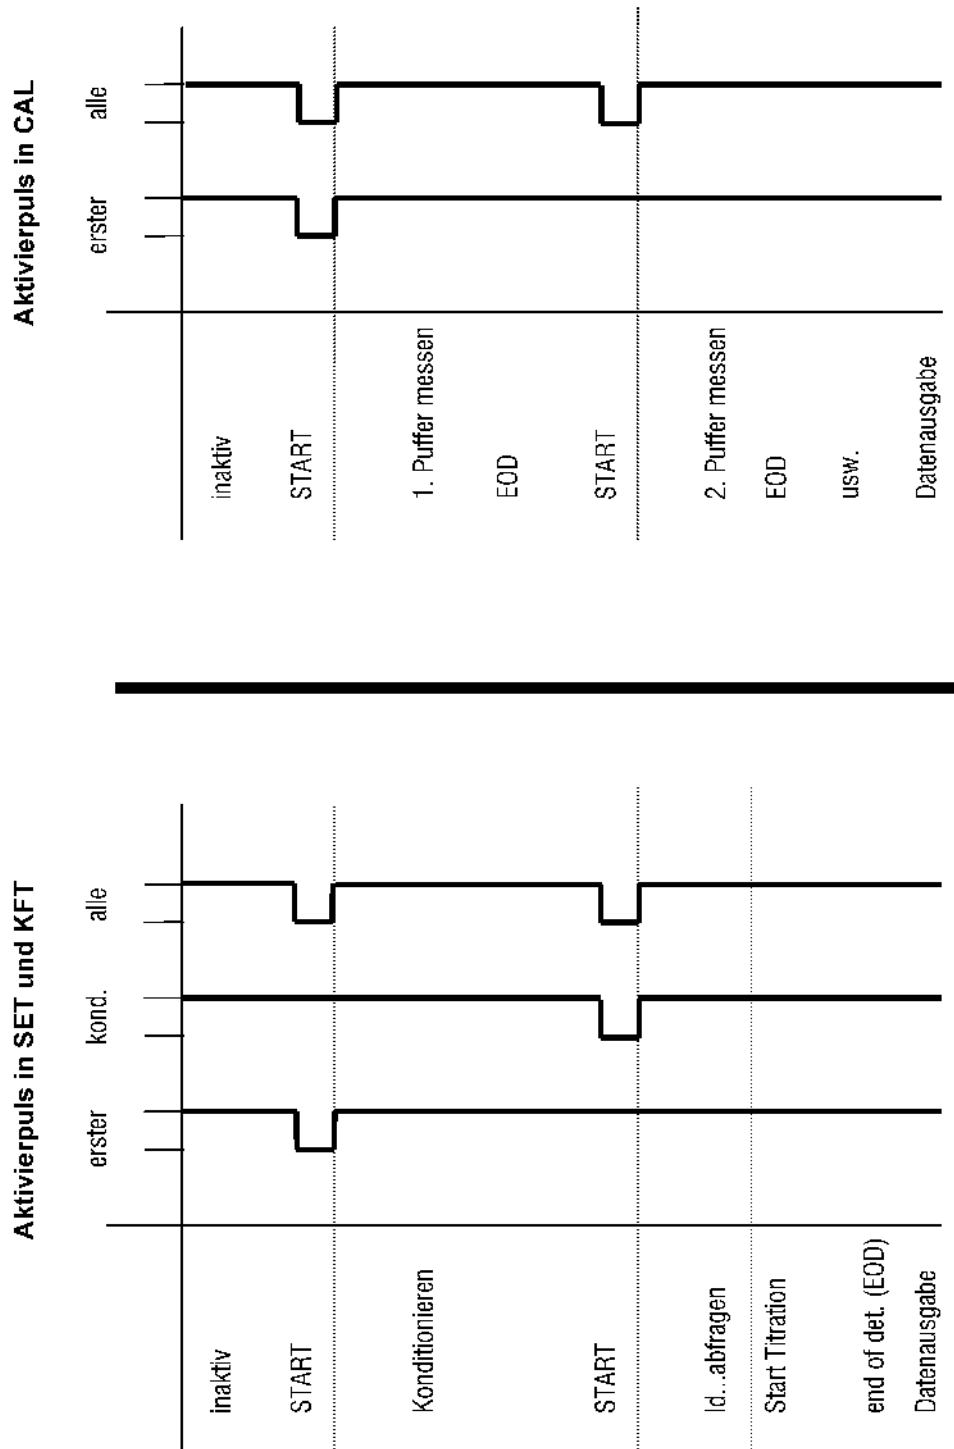 Aktivierpuls in SET und KFT
erster
kond.
alle
inaktiv
START
Konditionieren
START
Id...abfragen
Start Titration
end of det. (EOD)
Datenausgabe
Aktivierpuls in CAL
erster
alle
inaktiv
START
1. Puffer messen
EOD
START
2. Puffer messen
EOD
usw.
Datenausgabe